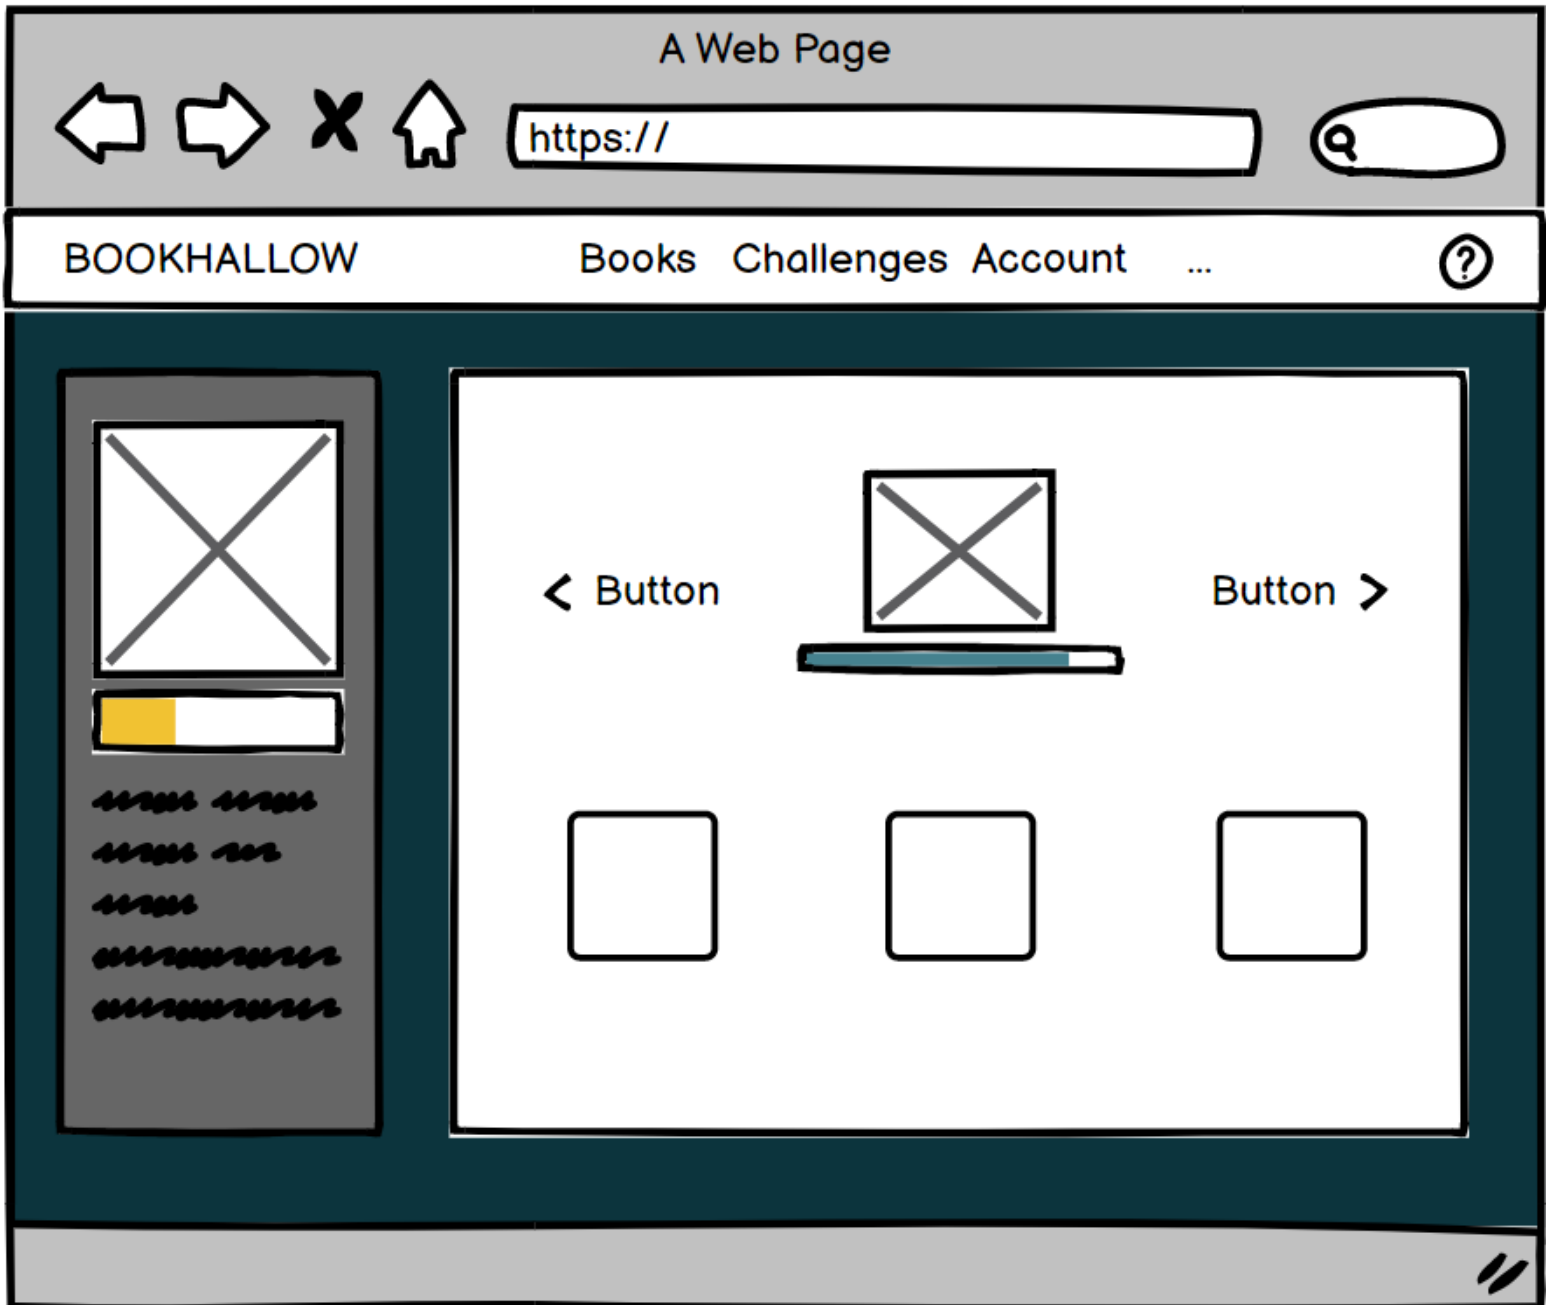 A Web Page
https://
BOOKHALLOW Books Challenges Account ... ?
< Button Button >